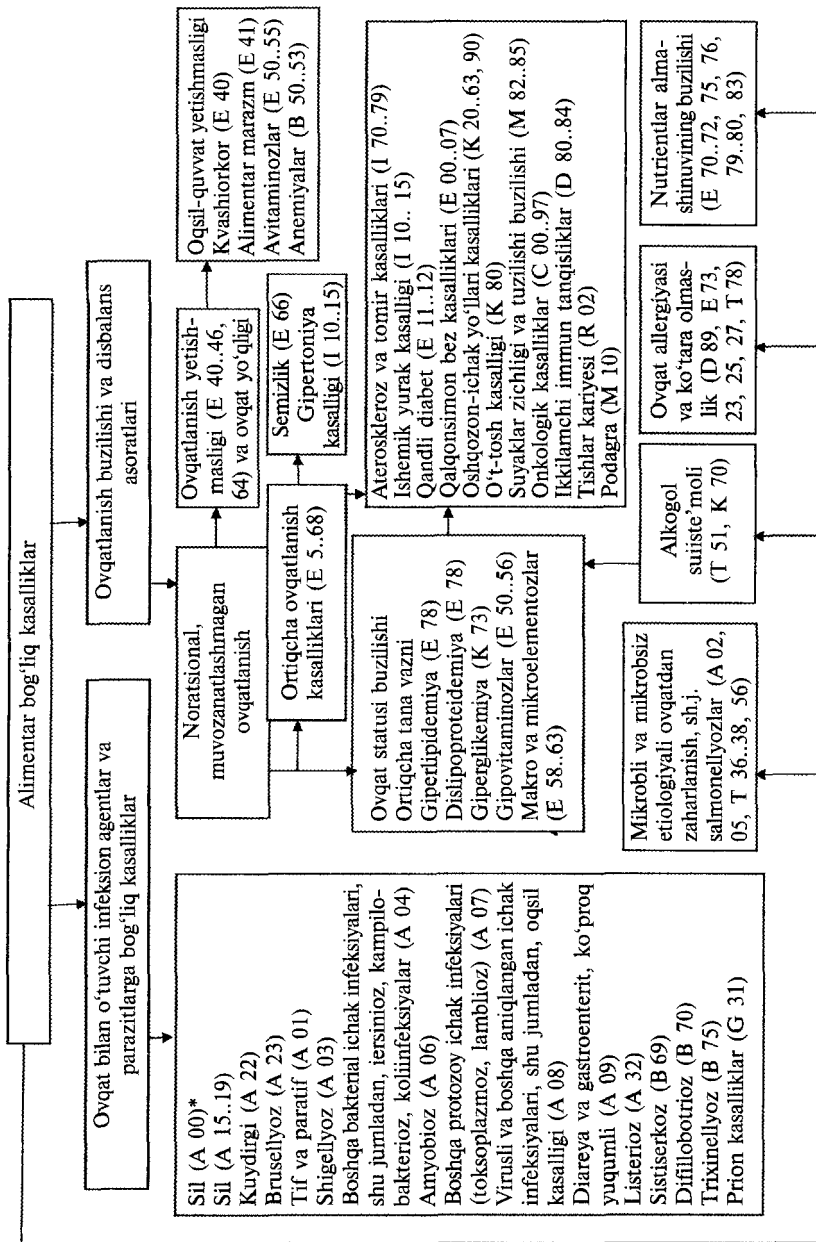 Alimentar bog‘liq kasalliklar
Ovqat bilan o‘tuvchi infeksion agentlar va
parazitlarga bog‘liq kasalliklar
Sil (A 00)*
Sil (A 15..19)
Kuydirgi (A 22)
Brusellyoz (A 23)
Tif va paratif (A 01)
Shigellyoz (A 03)
Boshqa bakterial ichak infeksiyalari,
shu jumladan, iersinioz, kampilo-
bakterioz, koliinfeksiyalar (A 04)
Amyobioz (A 06)
Boshqa protozoy ichak infeksiyalari
(toksoplazmoz, lamblioz) (A 07)
Virusli va boshqa aniqlangan ichak
infeksiyalari, shu jumladan, oqsil
kasalligi (A 08)
Diareya va gastroenterit, ko‘proq
yuqumli (A 09)
Listerioz (A 32)
Sistiserkoz (B 69)
Difillobotrioz (B 70)
Trixinellyoz (B 75)
Prion kasalliklar (G 31)
Ovqatlanish buzilishi va disbalans
asoratlari
Noratsional,
muvozanatlashmagan
ovqatlanish
Ovqatlanish yetish-
masligi (E 40..46,
64) va ovqat yo‘qligi
Oqsil-quvvat yetishmasligi
Kvashiorkor (E 40)
Alimentar marazm (E 41)
Avitaminozlar (E 50..55)
Anemiyalar (B 50..53)
Ortiqcha ovqatlanish
kasalliklari (E 5..68)
Semizlik (E 66)
Gipertoniya
kasalligi (I 10..15)
Ovqat statusi buzilishi
Ortiqcha tana vazni
Giperlipidemiya (E 78)
Dislipoproteidemiya (E 78)
Giperglikemiya (K 73)
Gipovitaminozlar (E 50..56)
Makro va mikroelementozlar
(E 58..63)
Ateroskleroz va tomir kasalliklari (I 70..79)
Ishemik yurak kasalligi (I 10.. 15)
Qandli diabet (E 11..12)
Qalqonsimon bez kasalliklari (E 00..07)
Oshqozon-ichak yo‘llari kasalliklari (K 20..63, 90)
O‘t-tosh kasalligi (K 80)
Suyaklar zichligi va tuzilishi buzilishi (M 82..85)
Onkologik kasalliklar (C 00..97)
Ikkilamchi immun tanqisliklar (D 80..84)
Tishlar kariyesi (R 02)
Podagra (M 10)
Mikrobli va mikrobsiz
etiologiyali ovqatdan
zaharlanish, sh.j.
salmonellyozlar (A 02,
05, T 36..38, 56)
Alkogol
suiiste’moli
(T 51, K 70)
Ovqat allergiyasi
va ko‘tara olmas-
lik (D 89, E 73,
23, 25, 27, T 78)
Nutrientlar alma-
shinuvining buzilishi
(E 70..72, 75, 76,
79..80, 83)